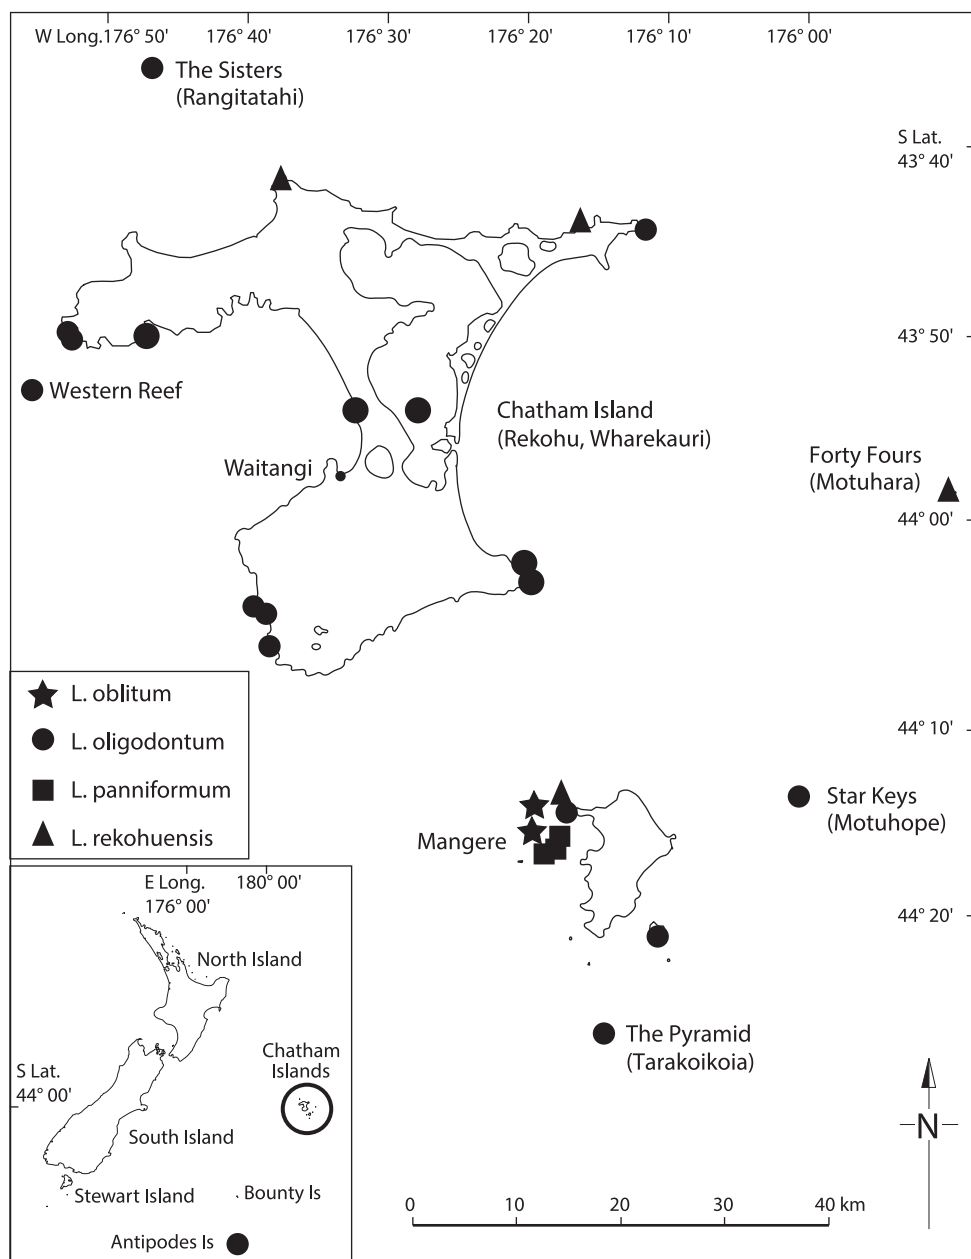 W Long. 176° 50' 176° 40' 176° 30' 176° 20' 176° 10' 176° 00'
The Sisters
(Rangitatahi)
S Lat.
43° 40'
43° 50'
Western Reef
Chatham Island
(Rekohu, Wharekauri)
Waitangi
Forty Fours
(Motuhara)
44° 00'
L. oblitum
L. oligodontum
L. panniformum
L. rekohuensis
44° 10'
Star Keys
(Motuhope)
Mangere
44° 20'
The Pyramid
(Tarakoikoia)
E Long.
176° 00'
180° 00'
North Island
Chatham
Islands
S Lat.
44° 00'
South Island
Stewart Island
Bounty Is
Antipodes Is
N
0 10 20 30 40 km